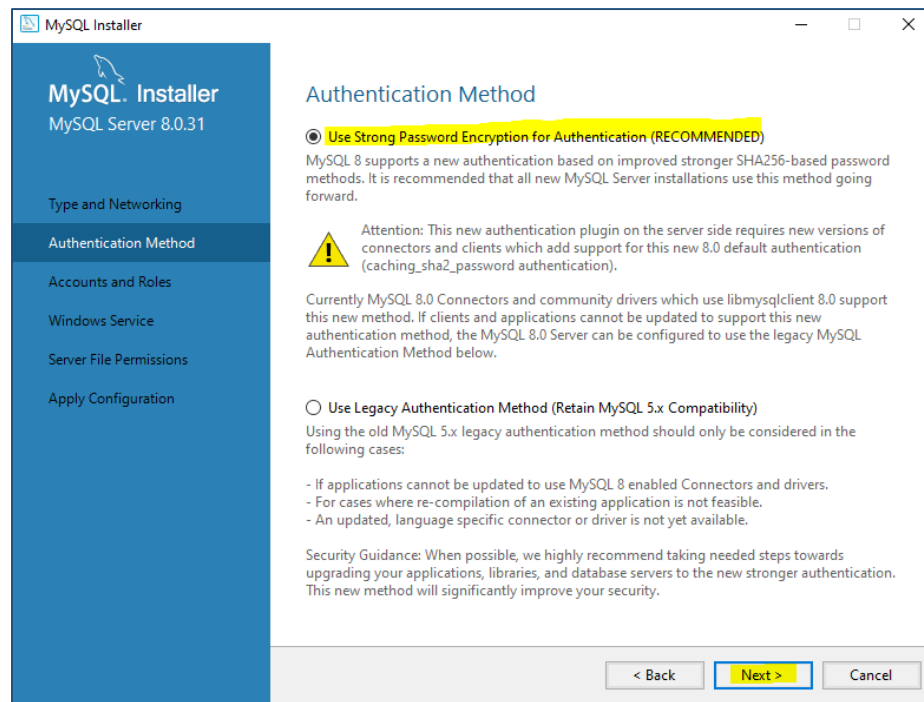 MySQL Installer
MySQL. Installer
MySQL Server 8.0.31
Type and Networking
Authentication Method
Accounts and Roles
Windows Service
Server File Permissions
Apply Configuration
Authentication Method
Use Strong Password Encryption for Authentication (RECOMMENDED)
MySQL 8 supports a new authentication based on improved stronger SHA256-based password
methods. It is recommended that all new MySQL Server installations use this method going
forward.
Attention: This new authentication plugin on the server side requires new versions of
connectors and clients which add support for this new 8.0 default authentication
(caching_sha2_password authentication).
Currently MySQL 8.0 Connectors and community drivers which use libmysqlclient 8.0 support
this new method. If clients and applications cannot be updated to support this new
authentication method, the MySQL 8.0 Server can be configured to use the legacy MySQL
Authentication Method below.
Use Legacy Authentication Method (Retain MySQL 5.x Compatibility)
Using the old MySQL 5.x legacy authentication method should only be considered in the
following cases:
- If applications cannot be updated to use MySQL 8 enabled Connectors and drivers.
- For cases where re-compilation of an existing application is not feasible.
- An updated, language specific connector or driver is not yet available.
Security Guidance: When possible, we highly recommend taking needed steps towards
upgrading your applications, libraries, and database servers to the new stronger authentication.
This new method will significantly improve your security.
< Back
Next >
Cancel